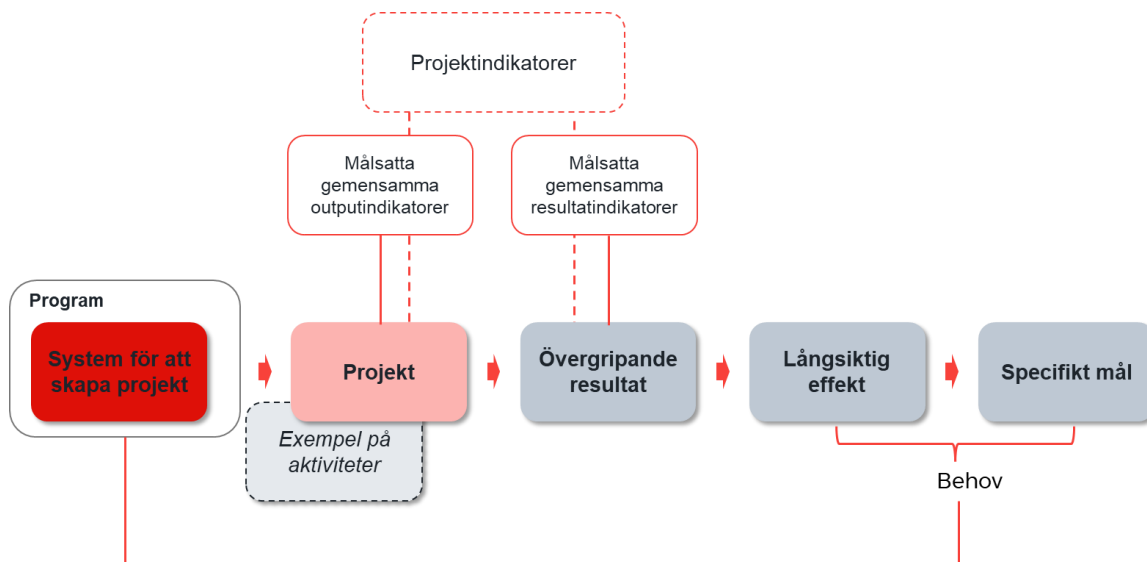 Projektindikatorer
Målsatta
gemensamma
outputindikatorer
Målsatta
gemensamma
resultatindikatorer
Program
System för att
skapa projekt
Projekt
Exempel på
aktiviteter
Övergripande
resultat
Långsiktig
effekt
Specifikt mål
Behov